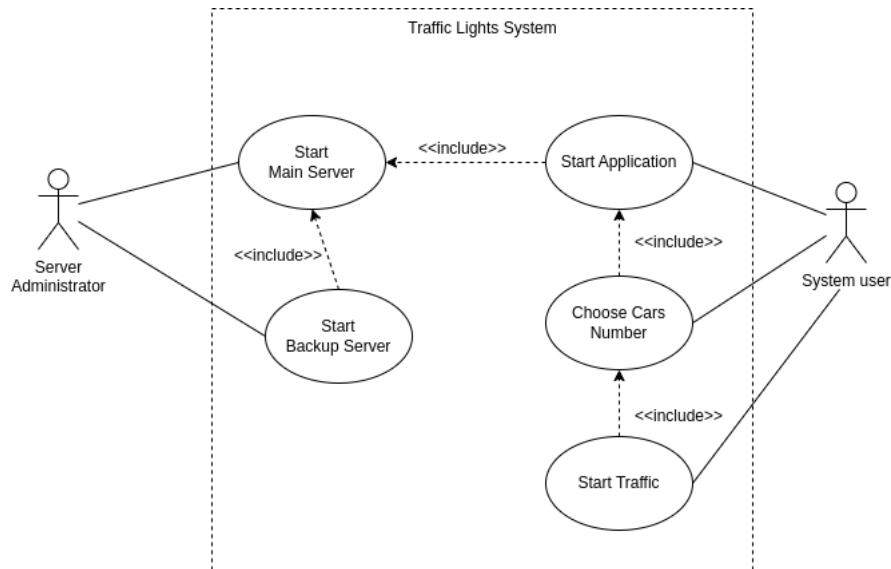 Traffic Lights System
Start
Main Server
<<include>>
Start Application
<<include>>
<<include>>
Server
Administrator
System user
Start
Backup Server
Choose Cars
Number
<<include>>
Start Traffic